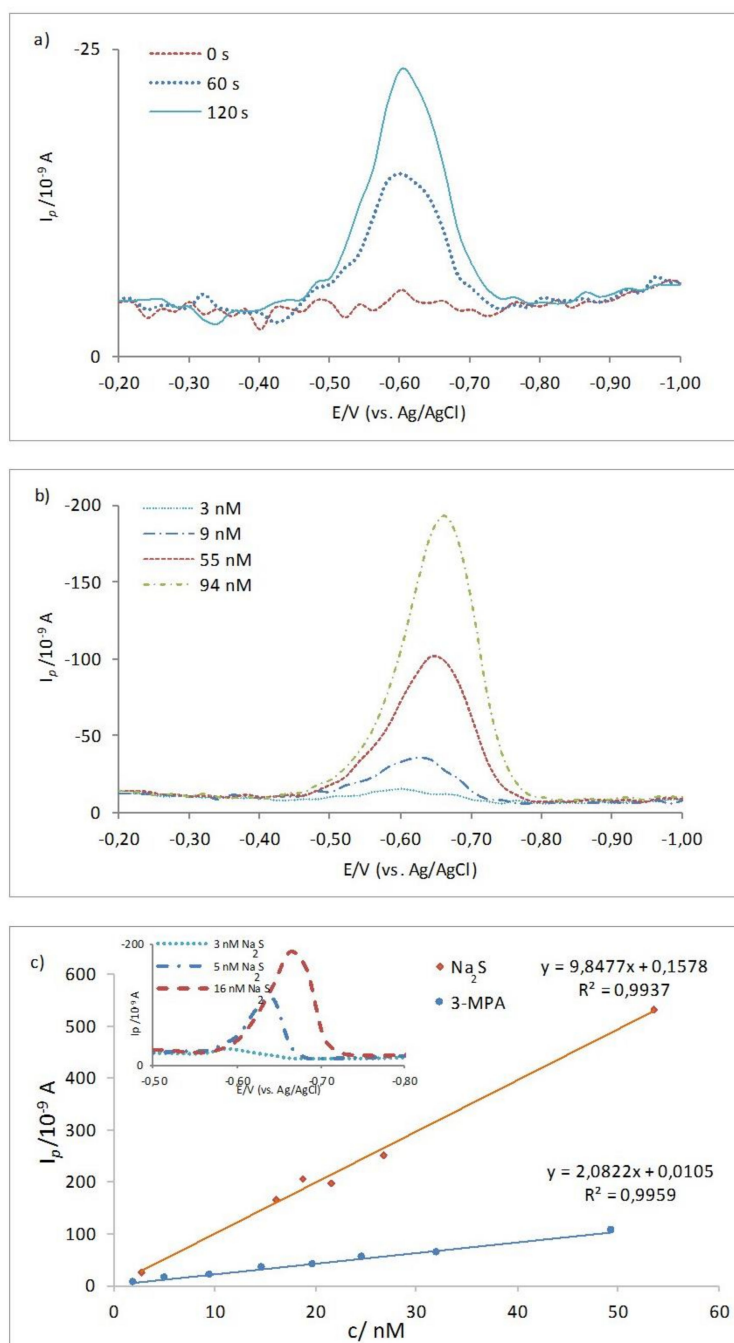 a)
-25
0 s
60 s
120 s
Ip /10-9 A
0
-0,20 -0,30 -0,40 -0,50 -0,60 -0,70 -0,80 -0,90 -1,00
E/V (vs. Ag/AgCl)
b)
-200
3 nM
9 nM
55 nM
94 nM
-150
Ip /10-9 A
-100
-50
0
-0,20 -0,30 -0,40 -0,50 -0,60 -0,70 -0,80 -0,90 -1,00
E/V (vs. Ag/AgCl)
c)
-200
3 nM Na2S
5 nM Na2S
16 nM Na2S
Ip /10-9 A
0
-0,50 -0,60 -0,70 -0,80
E/V (vs. Ag/AgCl)
Na2S
3-MPA
y = 9,8477x + 0,1578
R² = 0,9937
y = 2,0822x + 0,0105
R² = 0,9959
600
500
400
300
200
100
0
Ip /10-9 A
0 10 20 30 40 50 60
c/ nM